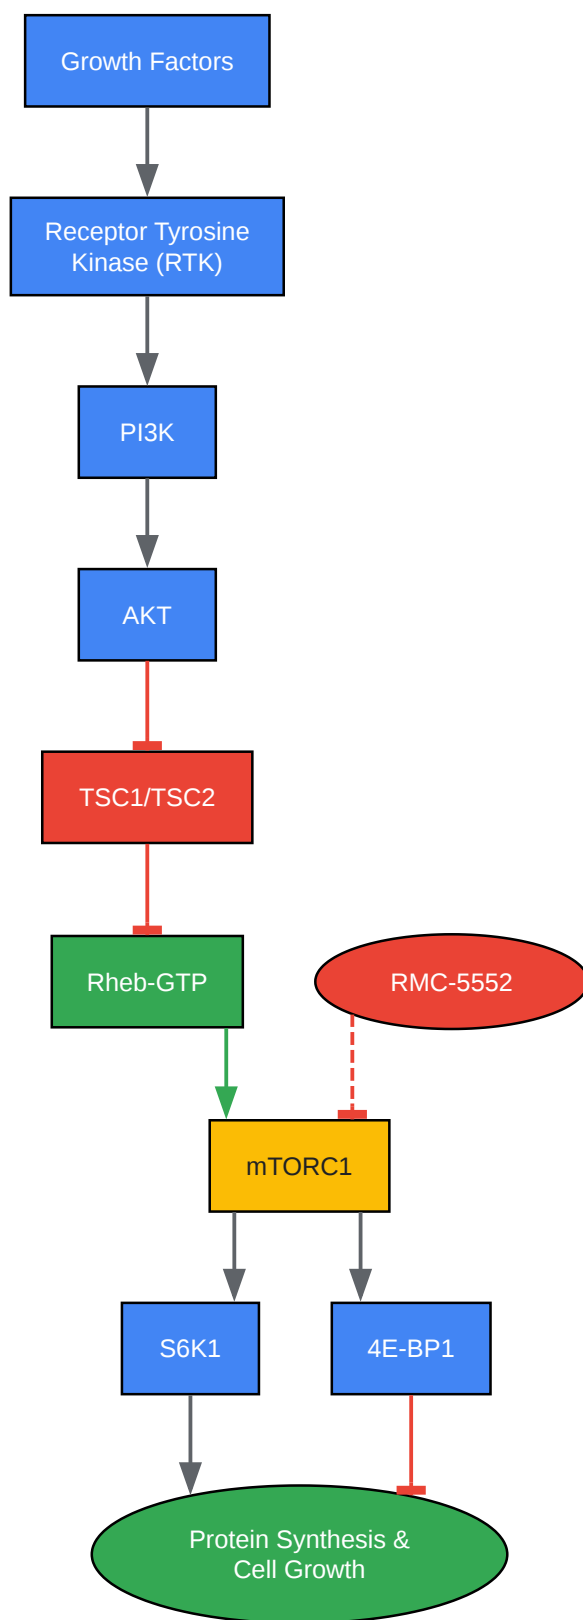 Growth Factors
Receptor Tyrosine
Kinase (RTK)
PI3K
AKT
TSC1/TSC2
Rheb-GTP
RMC-5552
mTORC1
S6K1
4E-BP1
Protein Synthesis &
Cell Growth